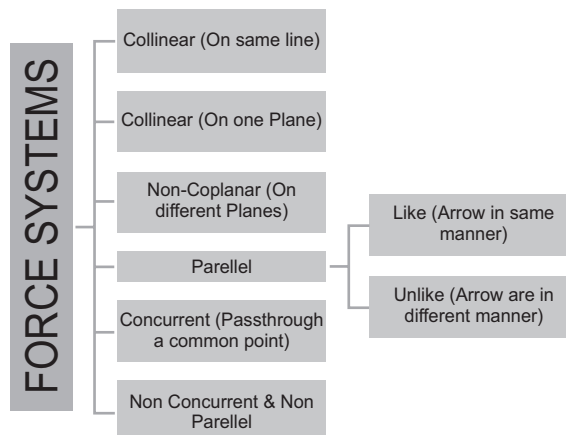 FORCE SYSTEMS
Collinear (On same line)
Collinear (On one Plane)
Non-Coplanar (On
different Planes)
Parellel
Like (Arrow in same
manner)
Unlike (Arrow are in
different manner)
Concurrent (Passthrough
a common point)
Non Concurrent & Non
Parellel